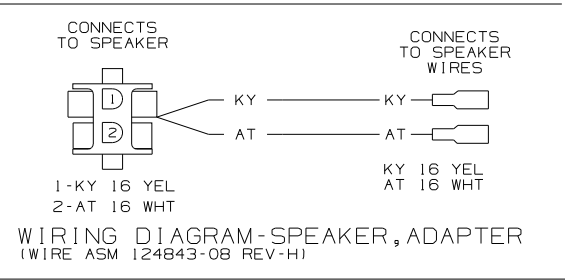 CONNECTS
TO SPEAKER
CONNECTS
TO SPEAKER
WIRES
1
KY KY
2
AT AT
1-KY 16 YEL
2-AT 16 WHT
KY 16 YEL
AT 16 WHT
WIRING DIAGRAM-SPEAKER,ADAPTER
(WIRE ASM 124843-08 REV-H)